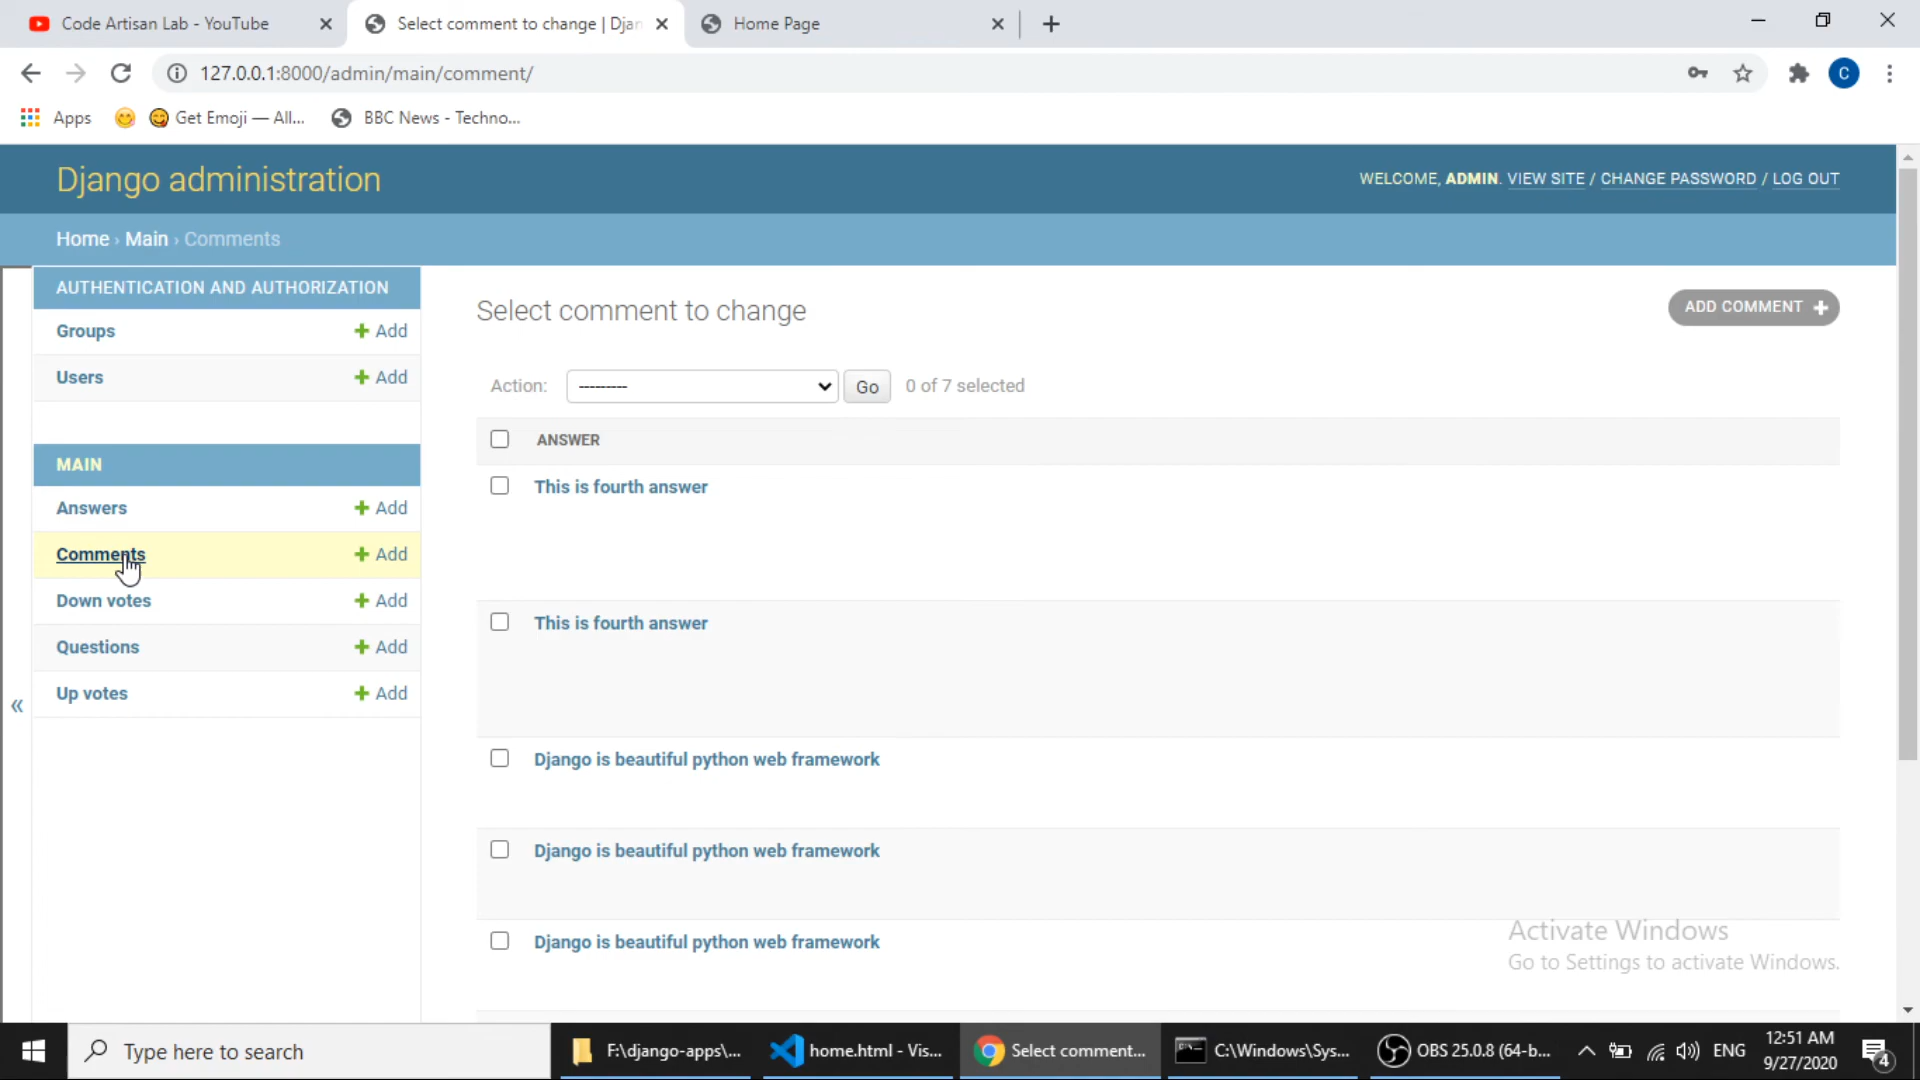 Code Artisan Lab - YouTube
Select comment to change | Djan
Home Page
127.0.0.1:8000/admin/main/comment/
C
Apps
Get Emoji — All...
BBC News - Techno...
Django administration
WELCOME, ADMIN. VIEW SITE / CHANGE PASSWORD / LOG OUT
Home › Main › Comments
AUTHENTICATION AND AUTHORIZATION
Groups
+ Add
Users
+ Add
MAIN
Answers
+ Add
Comments
+ Add
Down votes
+ Add
Questions
+ Add
Up votes
+ Add
«
Select comment to change
ADD COMMENT +
Action:
---------
Go
0 of 7 selected
ANSWER
This is fourth answer
This is fourth answer
Django is beautiful python web framework
Django is beautiful python web framework
Django is beautiful python web framework
Activate Windows
Go to Settings to activate Windows.
Type here to search
F:\django-apps\...
home.html - Vis...
Select comment...
C:\Windows\Sys...
OBS 25.0.8 (64-b...
ENG
12:51 AM
9/27/2020
4